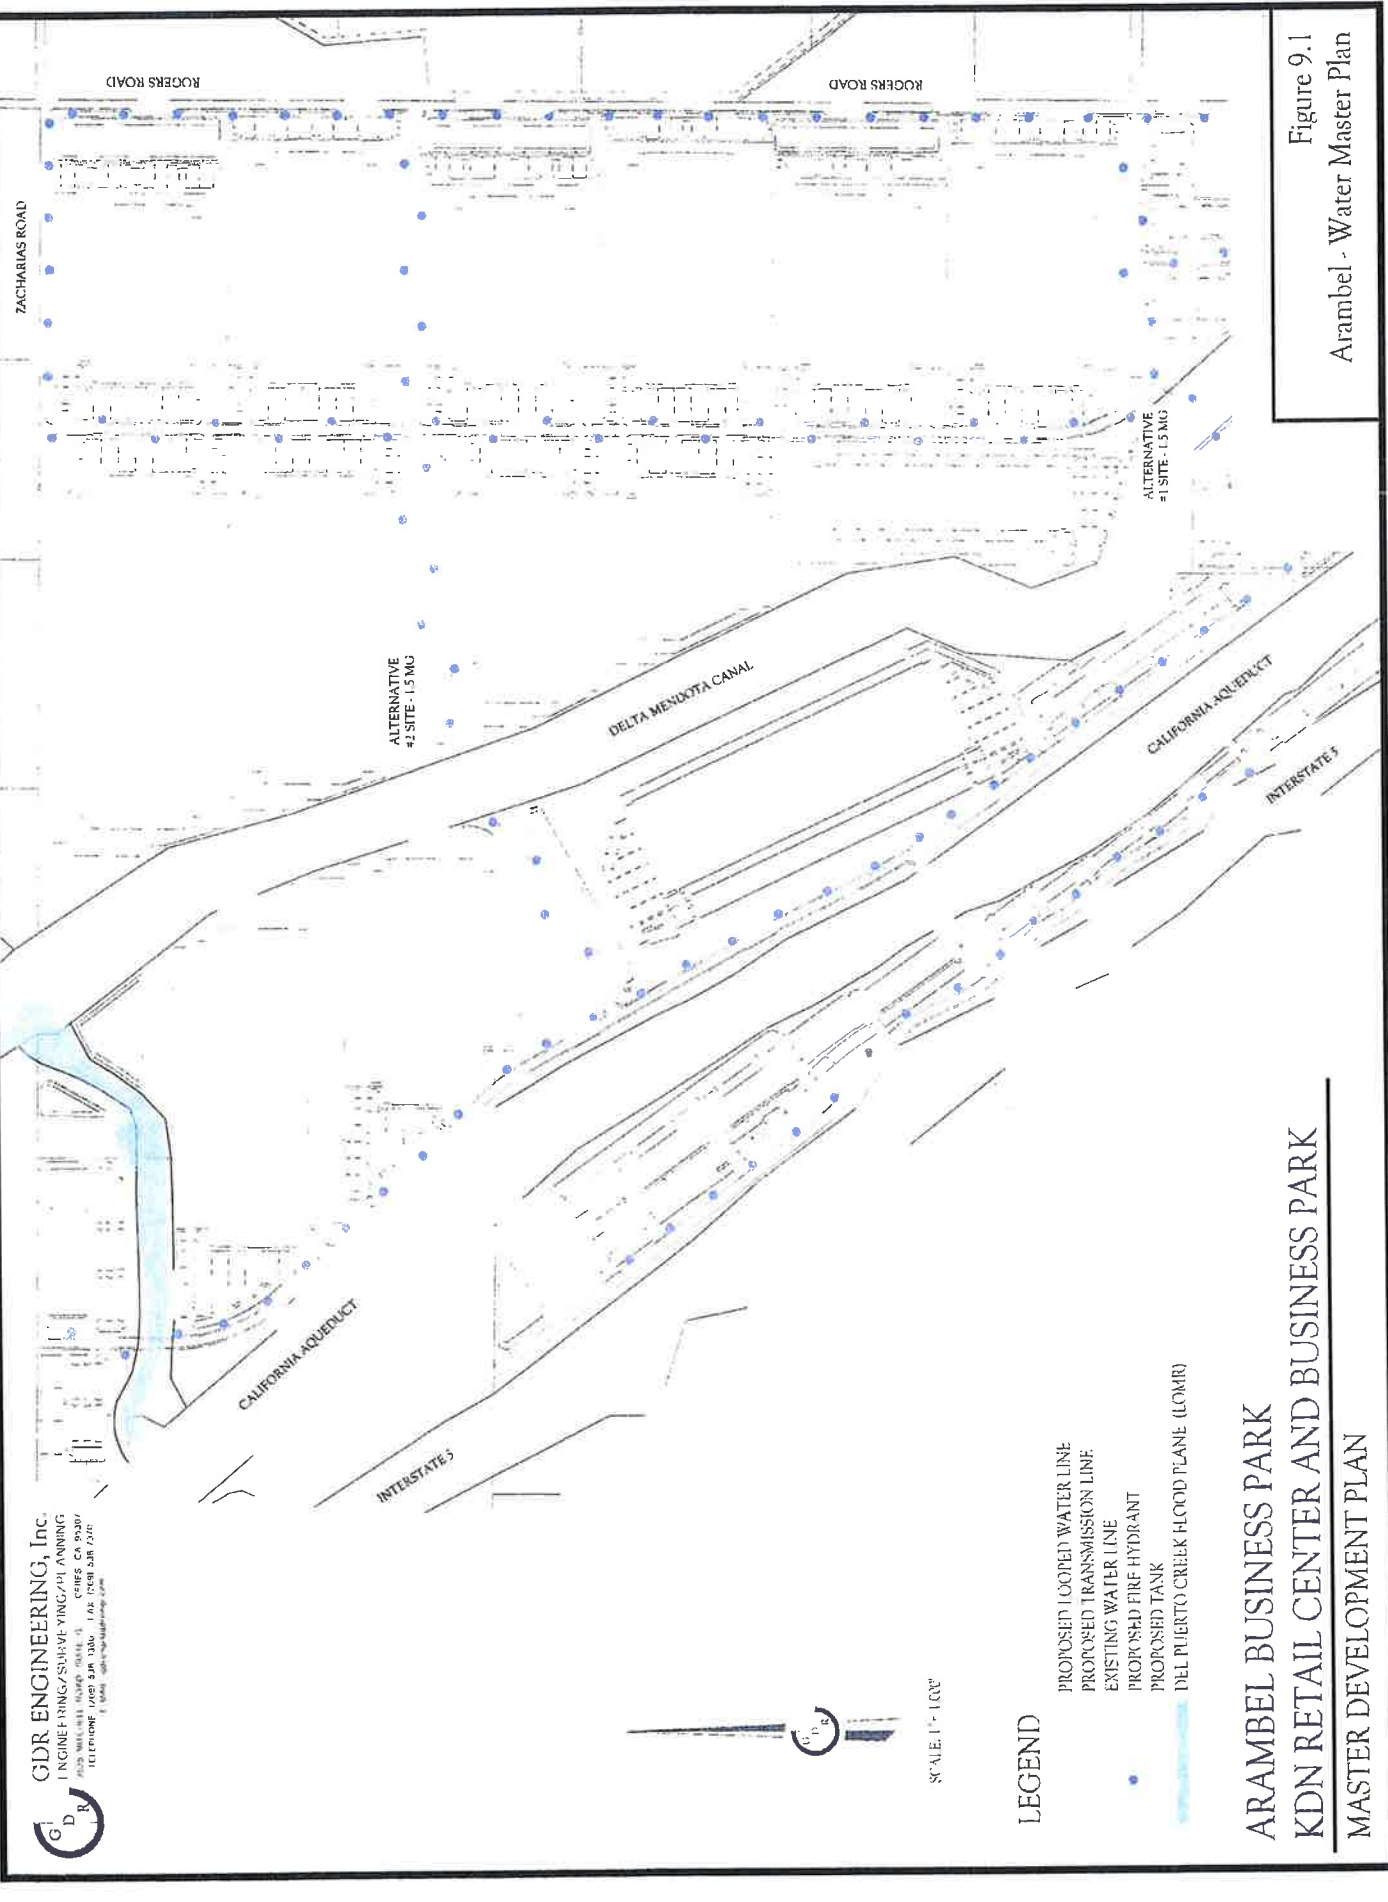 GDR ENGINEERING, Inc.
ENGINEERING/SURVEYING/PLANNING
G
D
R
ZACHARIAS ROAD
ROGERS ROAD
ROGERS ROAD
ALTERNATIVE
#2 SITE - 1.5 MG
ALTERNATIVE
#1 SITE - 1.5 MG
DELTA MENDOTA CANAL
CALIFORNIA AQUEDUCT
INTERSTATE 5
CALIFORNIA AQUEDUCT
INTERSTATE 5
G
D
R
SCALE: 1" =
LEGEND
PROPOSED LOOPED WATER LINE
PROPOSED TRANSMISSION LINE
EXISTING WATER LINE
PROPOSED FIRE HYDRANT
PROPOSED TANK
DEL PUERTO CREEK FLOOD PLANE (LOMR)
ARAMBEL BUSINESS PARK
KDN RETAIL CENTER AND BUSINESS PARK
MASTER DEVELOPMENT PLAN
Figure 9.1
Arambel - Water Master Plan